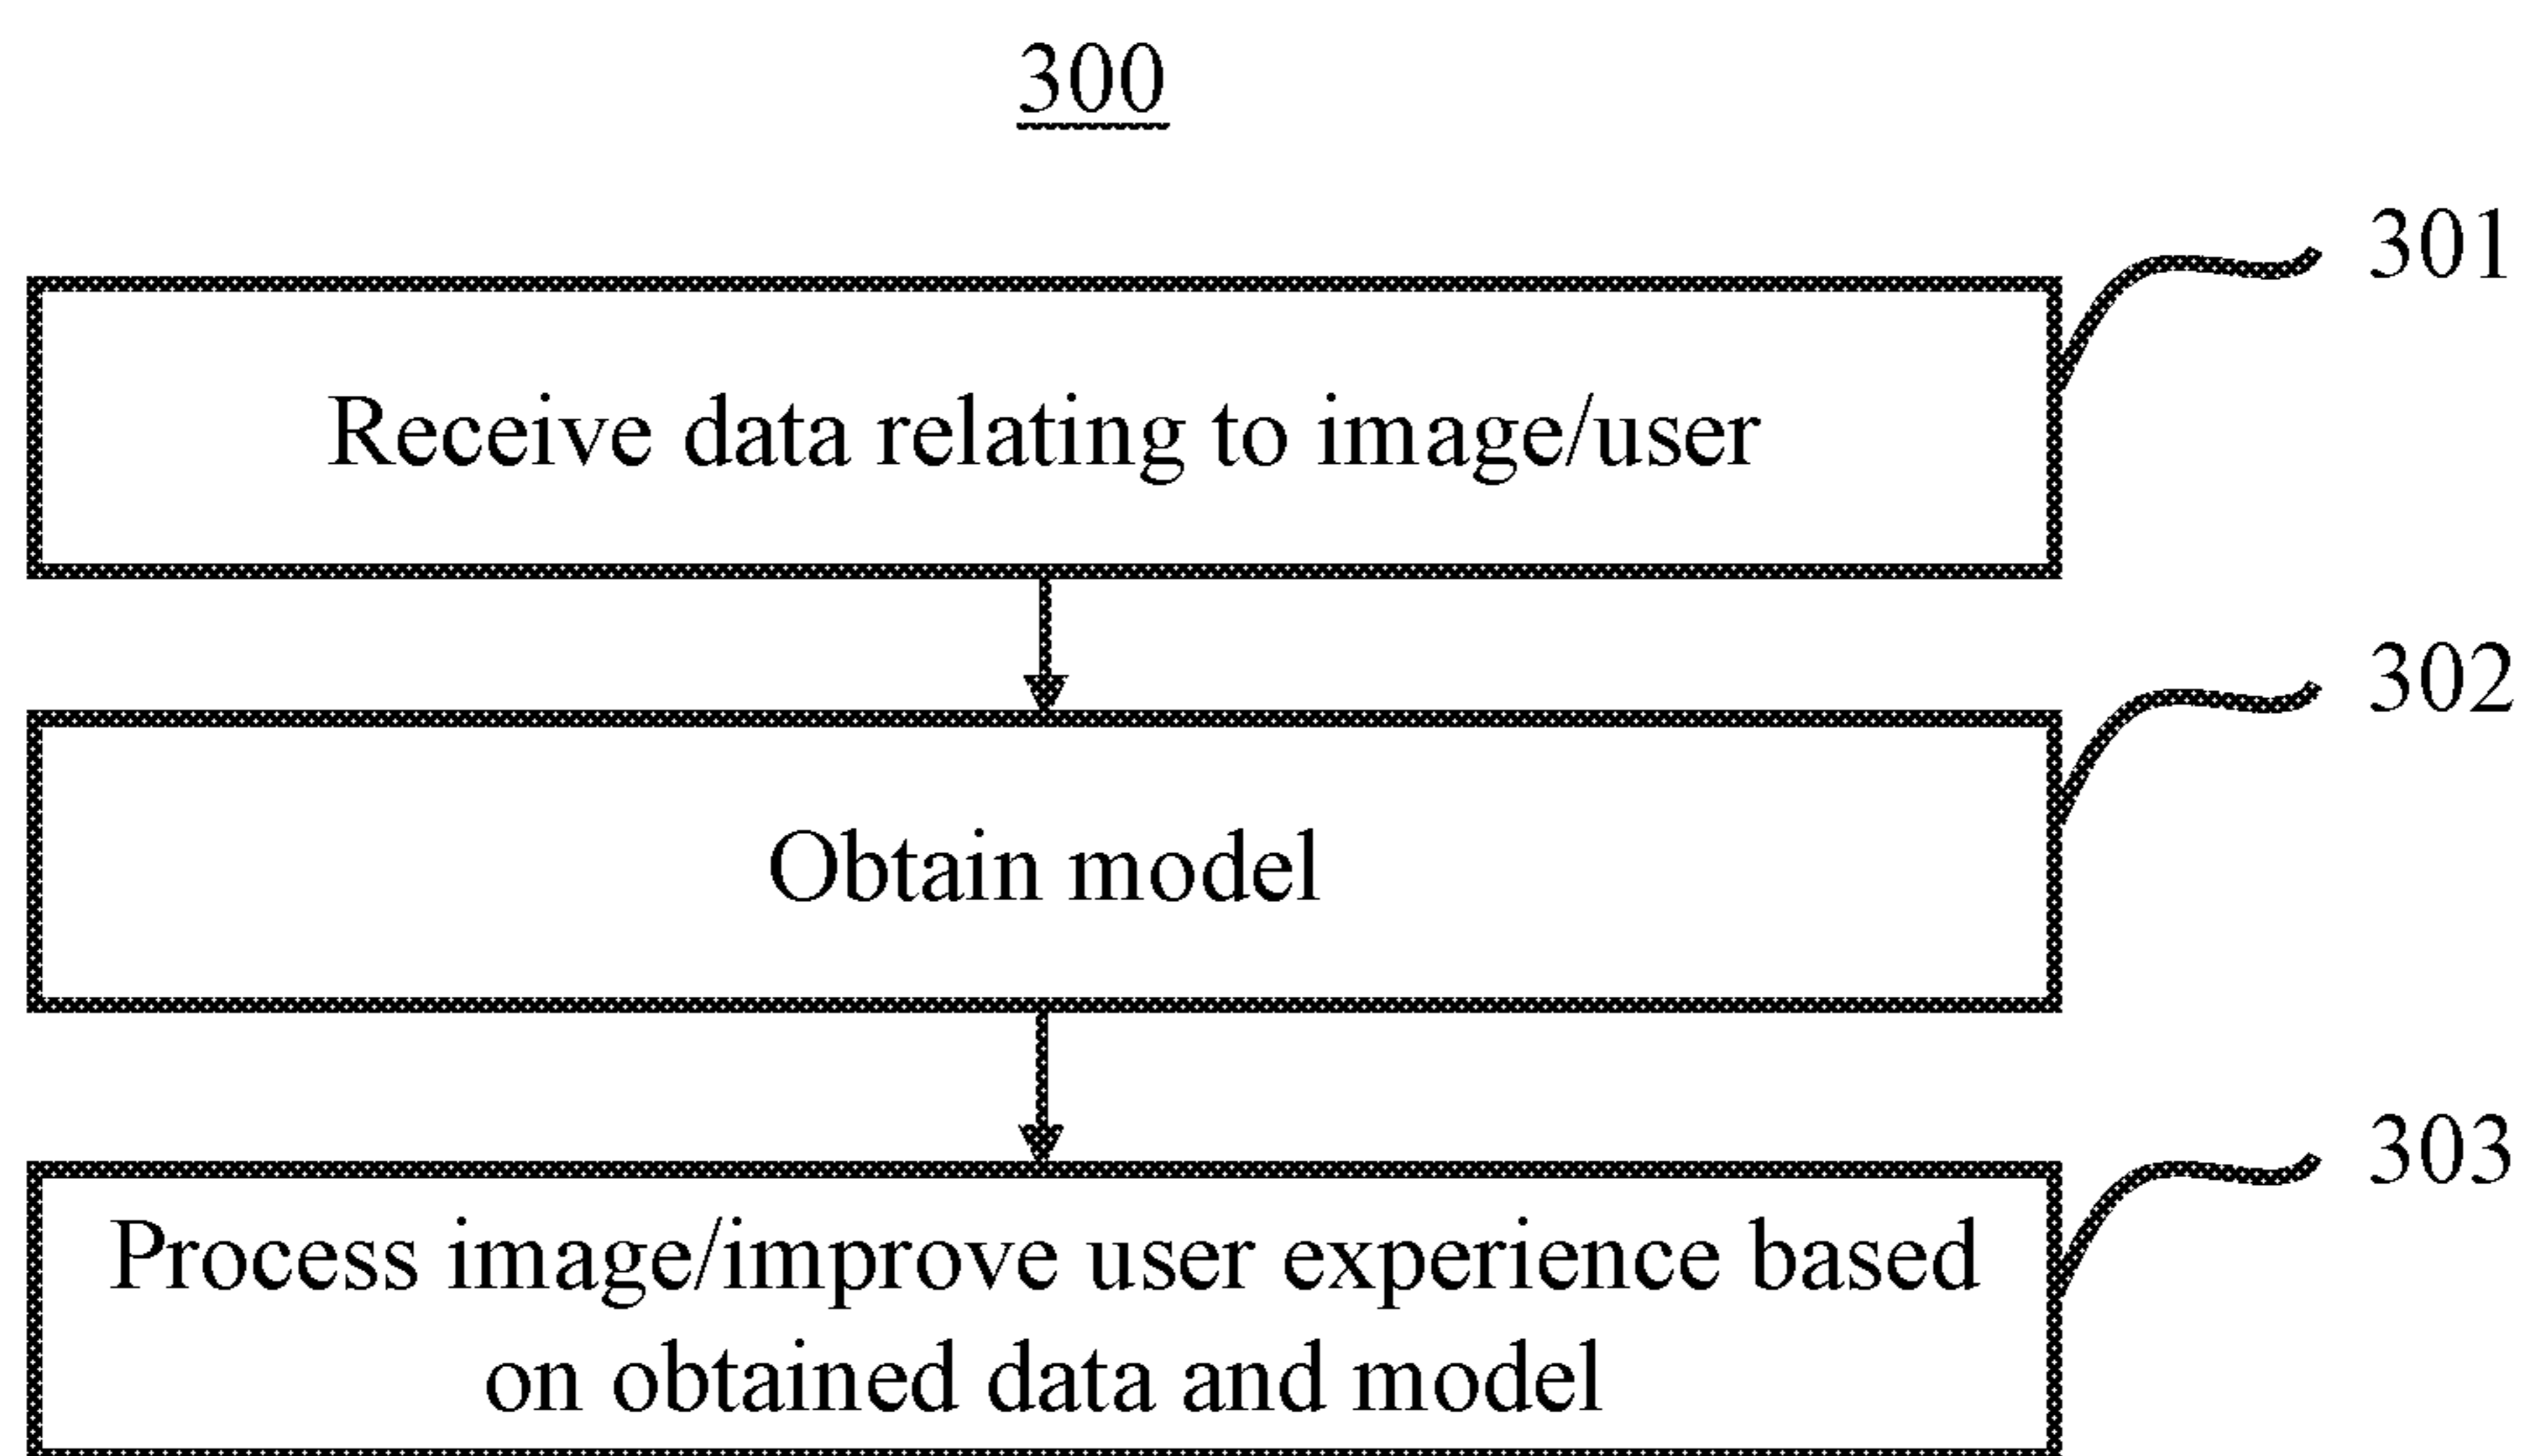 300
301
Receive data relating to image/user
302
Obtain model
303
Process image/improve user experience based
on obtained data and model